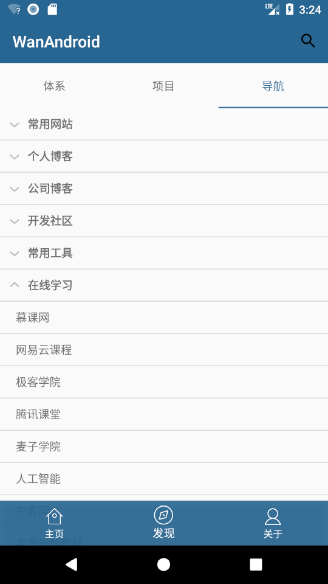 3:24
WanAndroid
体系 项目 导航
常用网站
个人博客
公司博客
开发社区
常用工具
在线学习
慕课网
网易云课程
极客学院
腾讯课堂
麦子学院
人工智能
主页 发现 关于